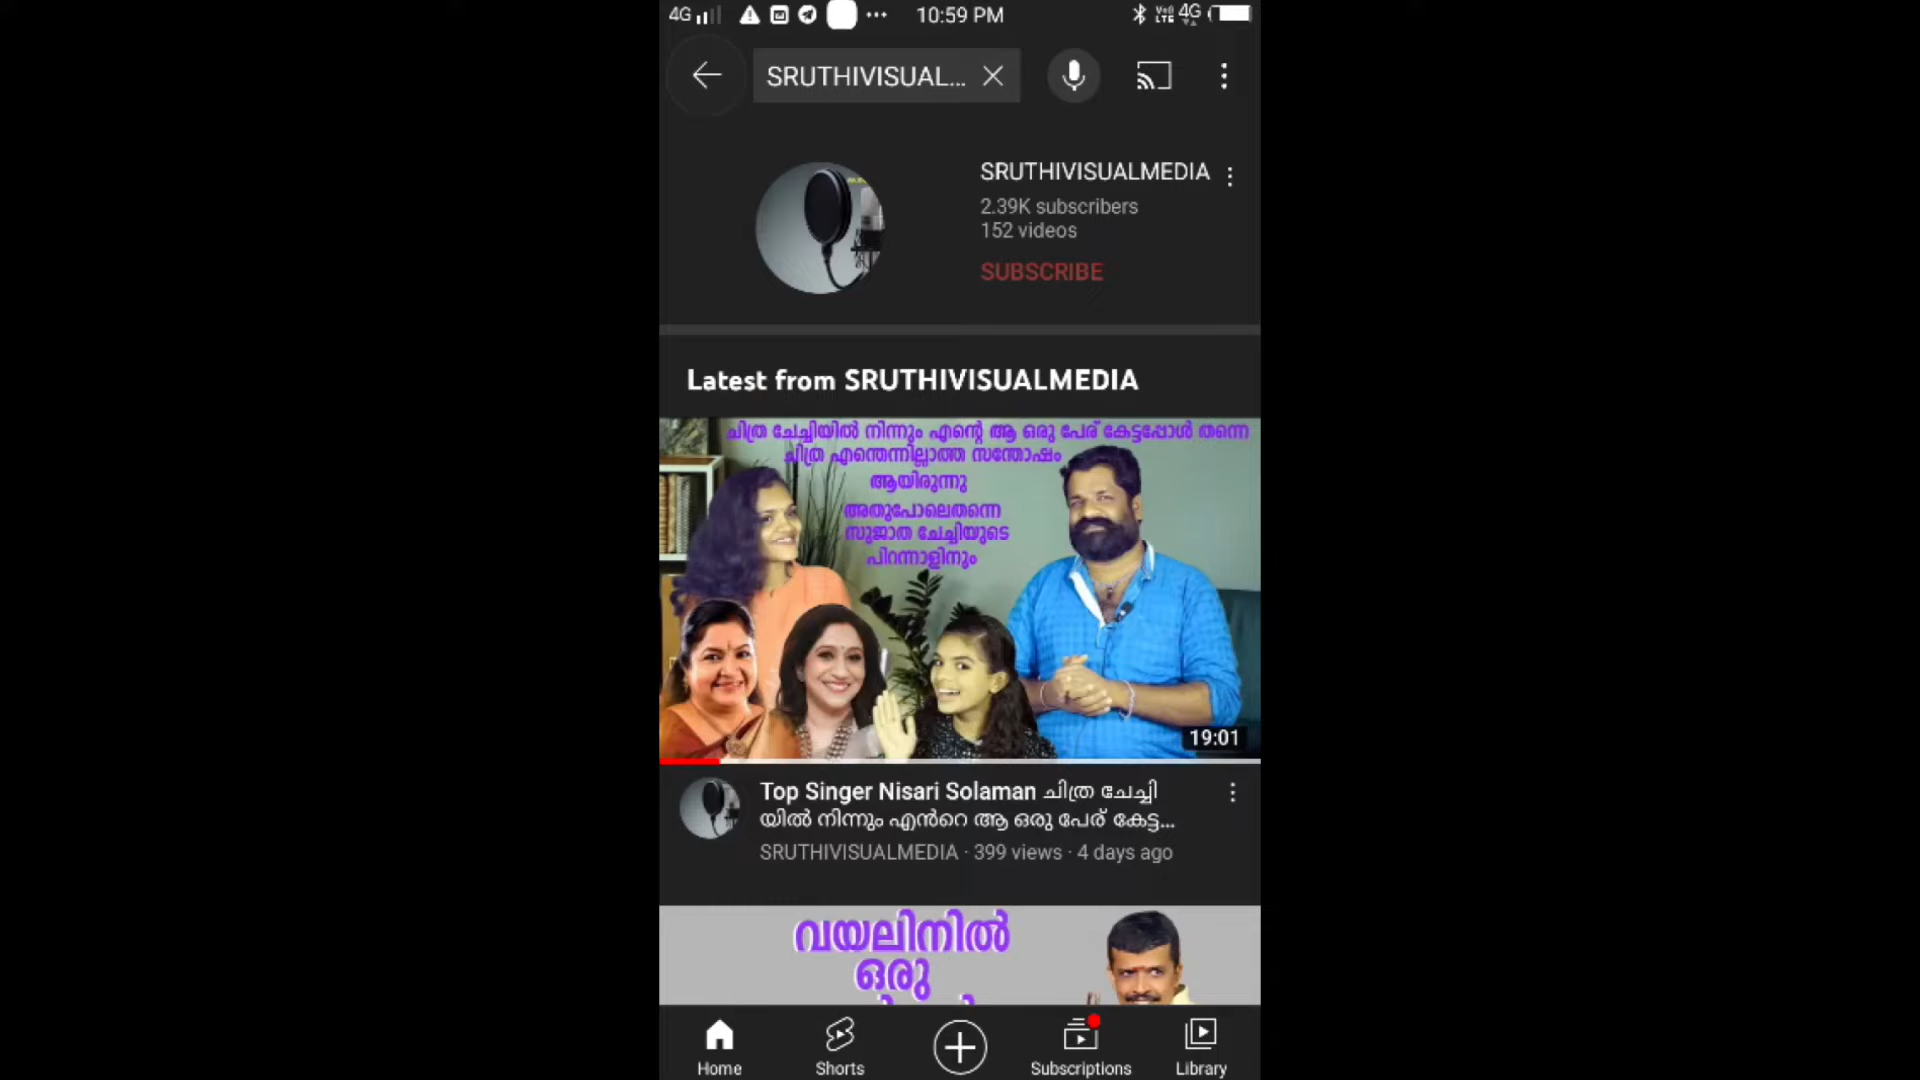 4G 10:59 PM VoLTE 4G
SRUTHIVISUAL...
SRUTHIVISUALMEDIA
2.39K subscribers
152 videos
SUBSCRIBE
Latest from SRUTHIVISUALMEDIA
ചിത്ര ചേച്ചിയിൽ നിന്നും എന്റെ ആ ഒരു പേര് കേട്ടപ്പോൾ തന്നെ
ചിത്ര എന്തെന്നില്ലാത്ത സന്തോഷം
ആയിരുന്നു
അതുപോലെതന്നെ
സുജാത ചേച്ചിയുടെ
പിറന്നാളിനും
19:01
Top Singer Nisari Solaman ചിത്ര ചേച്ചി
യിൽ നിന്നും എൻറെ ആ ഒരു പേര് കേട്ട...
SRUTHIVISUALMEDIA · 399 views · 4 days ago
വയലിനിൽ
ഒരു
Home Shorts Subscriptions Library